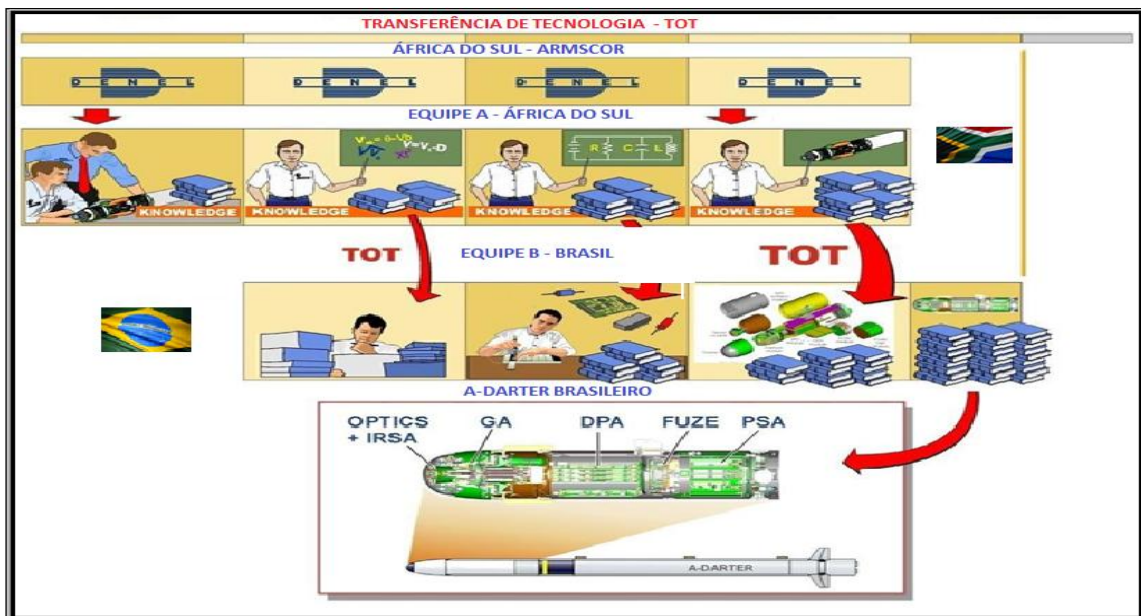 TRANSFERÊNCIA DE TECNOLOGIA - TOT
ÁFRICA DO SUL - ARMSCOR
DENEL DENEL DENEL DENEL
EQUIPE A - ÁFRICA DO SUL
R C L
KNOWLEDGE KNOWLEDGE KNOWLEDGE KNOWLEDGE
TOT EQUIPE B - BRASIL TOT
A-DARTER BRASILEIRO
OPTICS GA DPA FUZE PSA
+ IRSA
A-DARTER